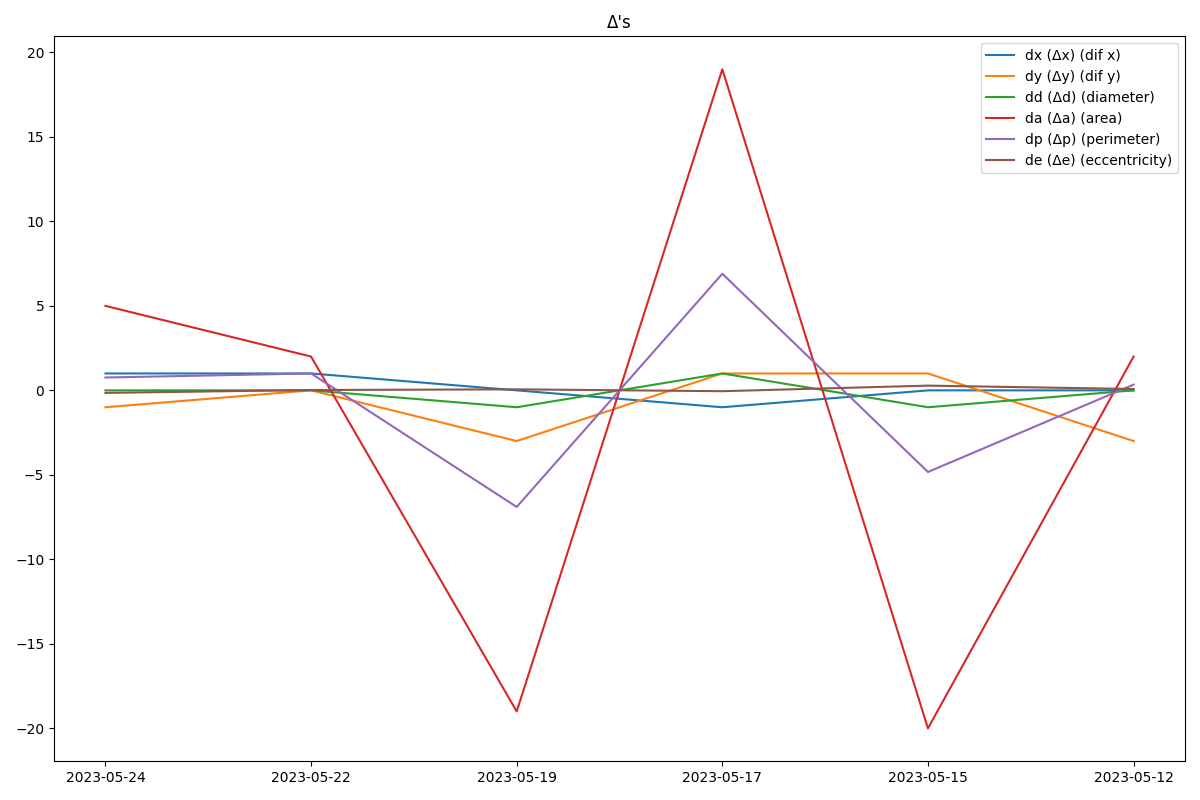 Δ's
20
15
10
5
0
−5
−10
−15
−20
dx (Δx) (dif x)
dy (Δy) (dif y)
dd (Δd) (diameter)
da (Δa) (area)
dp (Δp) (perimeter)
de (Δe) (eccentricity)
2023-05-24 2023-05-22 2023-05-19 2023-05-17 2023-05-15 2023-05-12